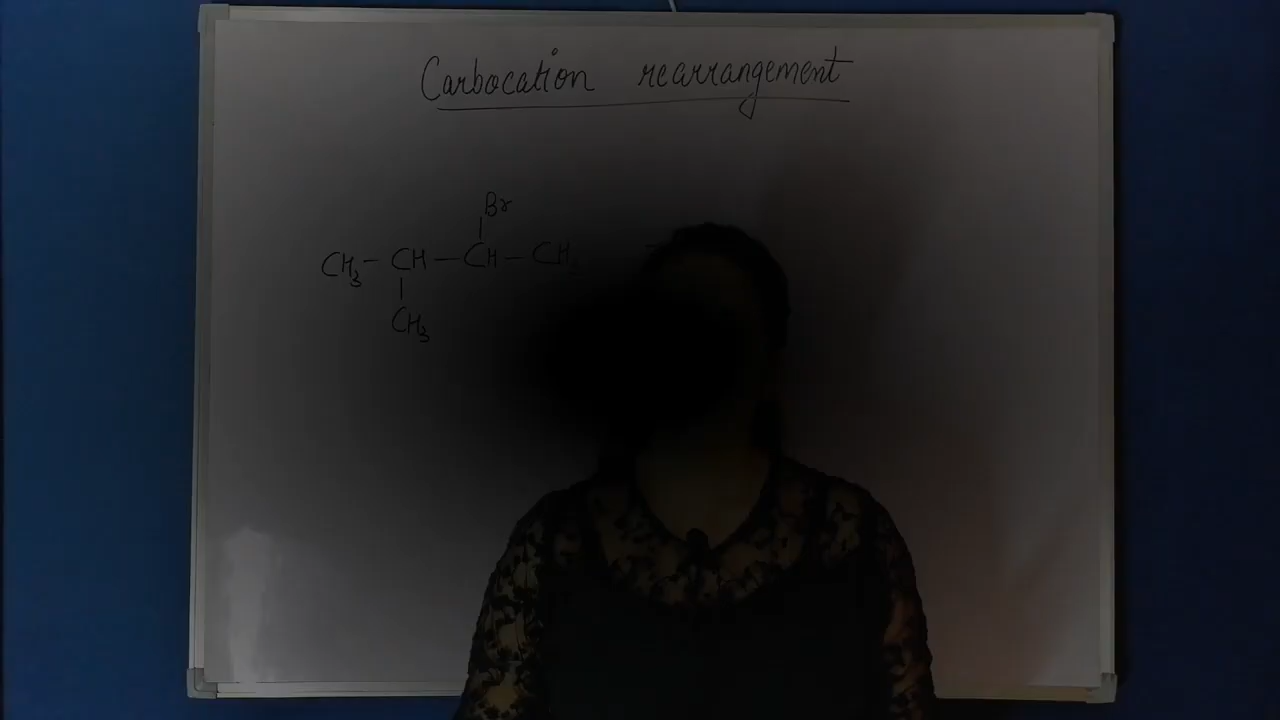 Carbocation rearrangement
Br
CH3 – CH – CH – CH3
CH3